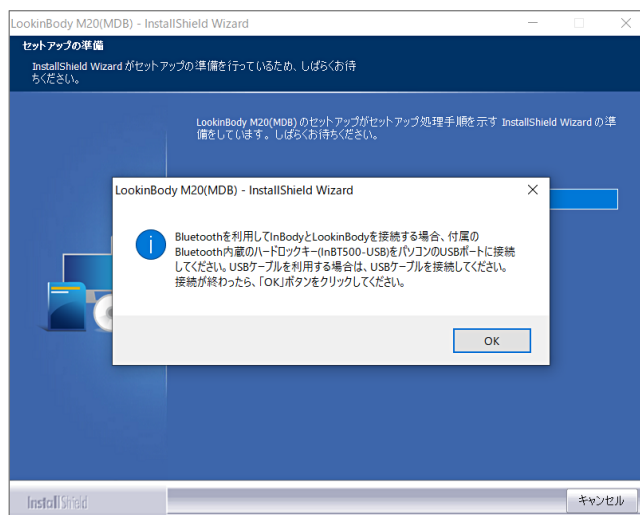 LookinBody M20(MDB) - InstallShield Wizard
セットアップの準備
InstallShield Wizard がセットアップの準備を行っているため、しばらくお待
ちください。
LookinBody M20(MDB) のセットアップがセットアップ処理手順を示す InstallShield Wizard の準
備をしています。しばらくお待ちください。
LookinBody M20(MDB) - InstallShield Wizard
Bluetoothを利用してInBodyとLookinBodyを接続する場合、付属の
Bluetooth内蔵のハードロックキー(InBT500-USB)をパソコンのUSBポートに接続
してください。USBケーブルを利用する場合は、USBケーブルを接続してください。
接続が終わったら、「OK」ボタンをクリックしてください。
OK
InstallShield
キャンセル